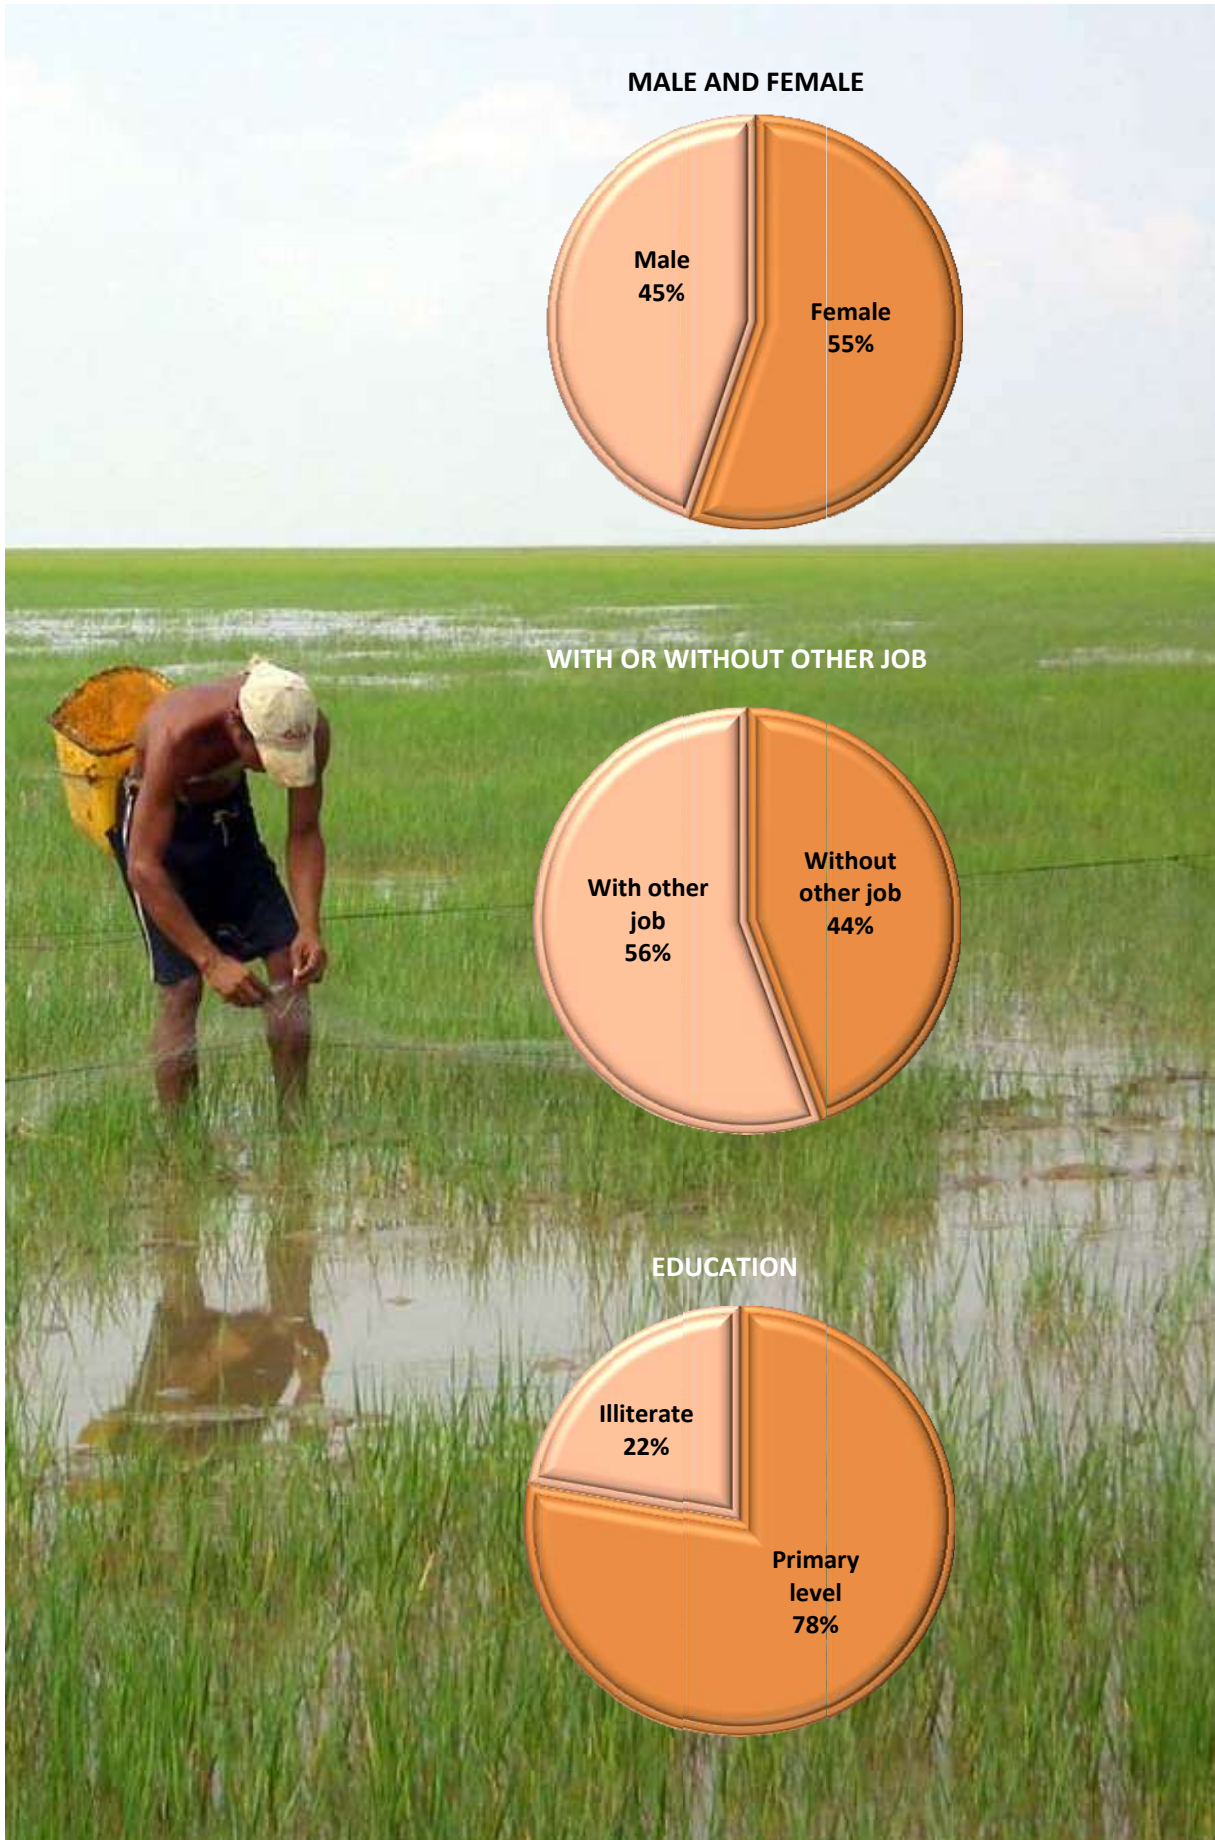 MALE AND FEMALE
Male
45%
Female
55%
WITH OR WITHOUT OTHER JOB
With other
job
56%
Without
other job
44%
EDUCATION
Illiterate
22%
Primary
level
78%